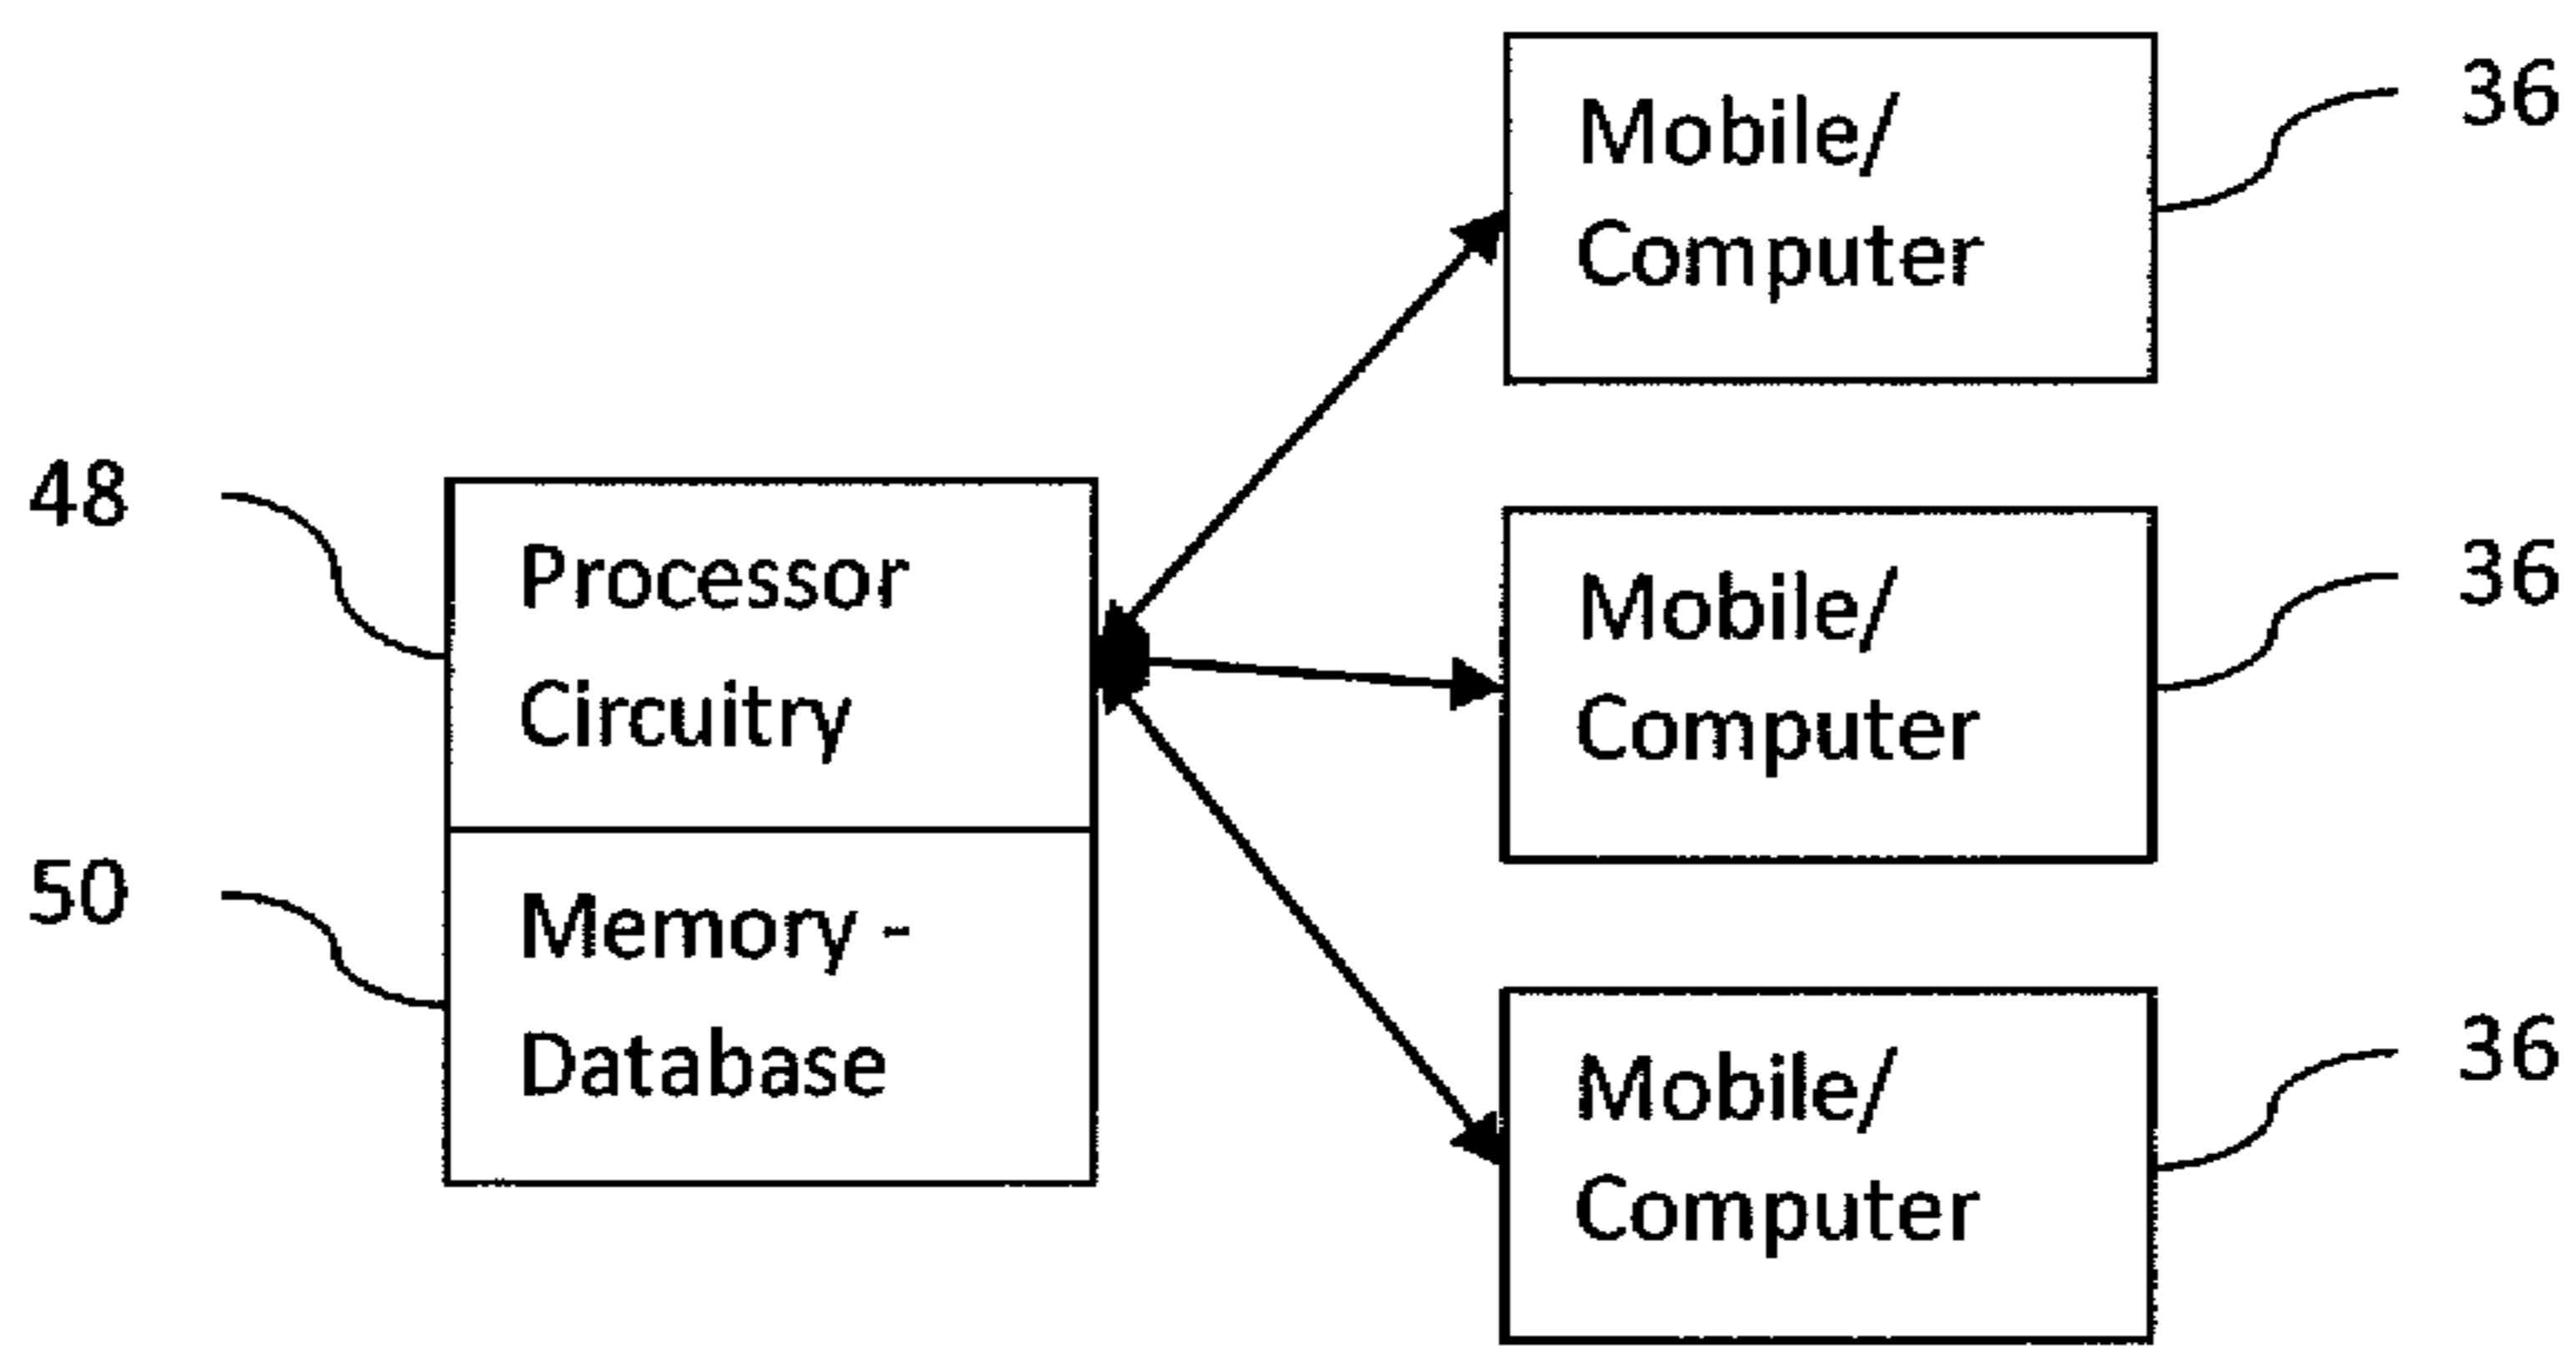 Mobile/
Computer
36
48
Processor
Circuitry
Mobile/
Computer
36
50
Memory -
Database
Mobile/
Computer
36